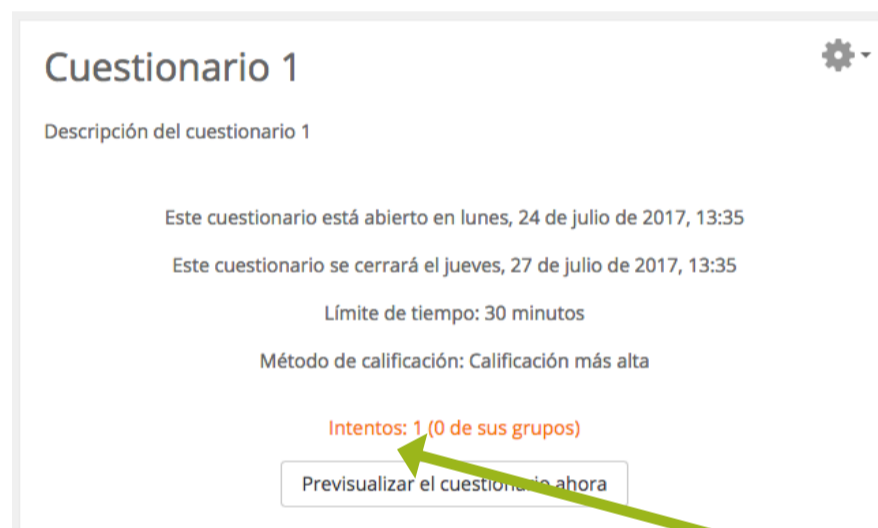 Cuestionario 1
Descripción del cuestionario 1
Este cuestionario está abierto en lunes, 24 de julio de 2017, 13:35
Este cuestionario se cerrará el jueves, 27 de julio de 2017, 13:35
Límite de tiempo: 30 minutos
Método de calificación: Calificación más alta
Intentos: 1 (0 de sus grupos)
Previsualizar el cuestionario ahora